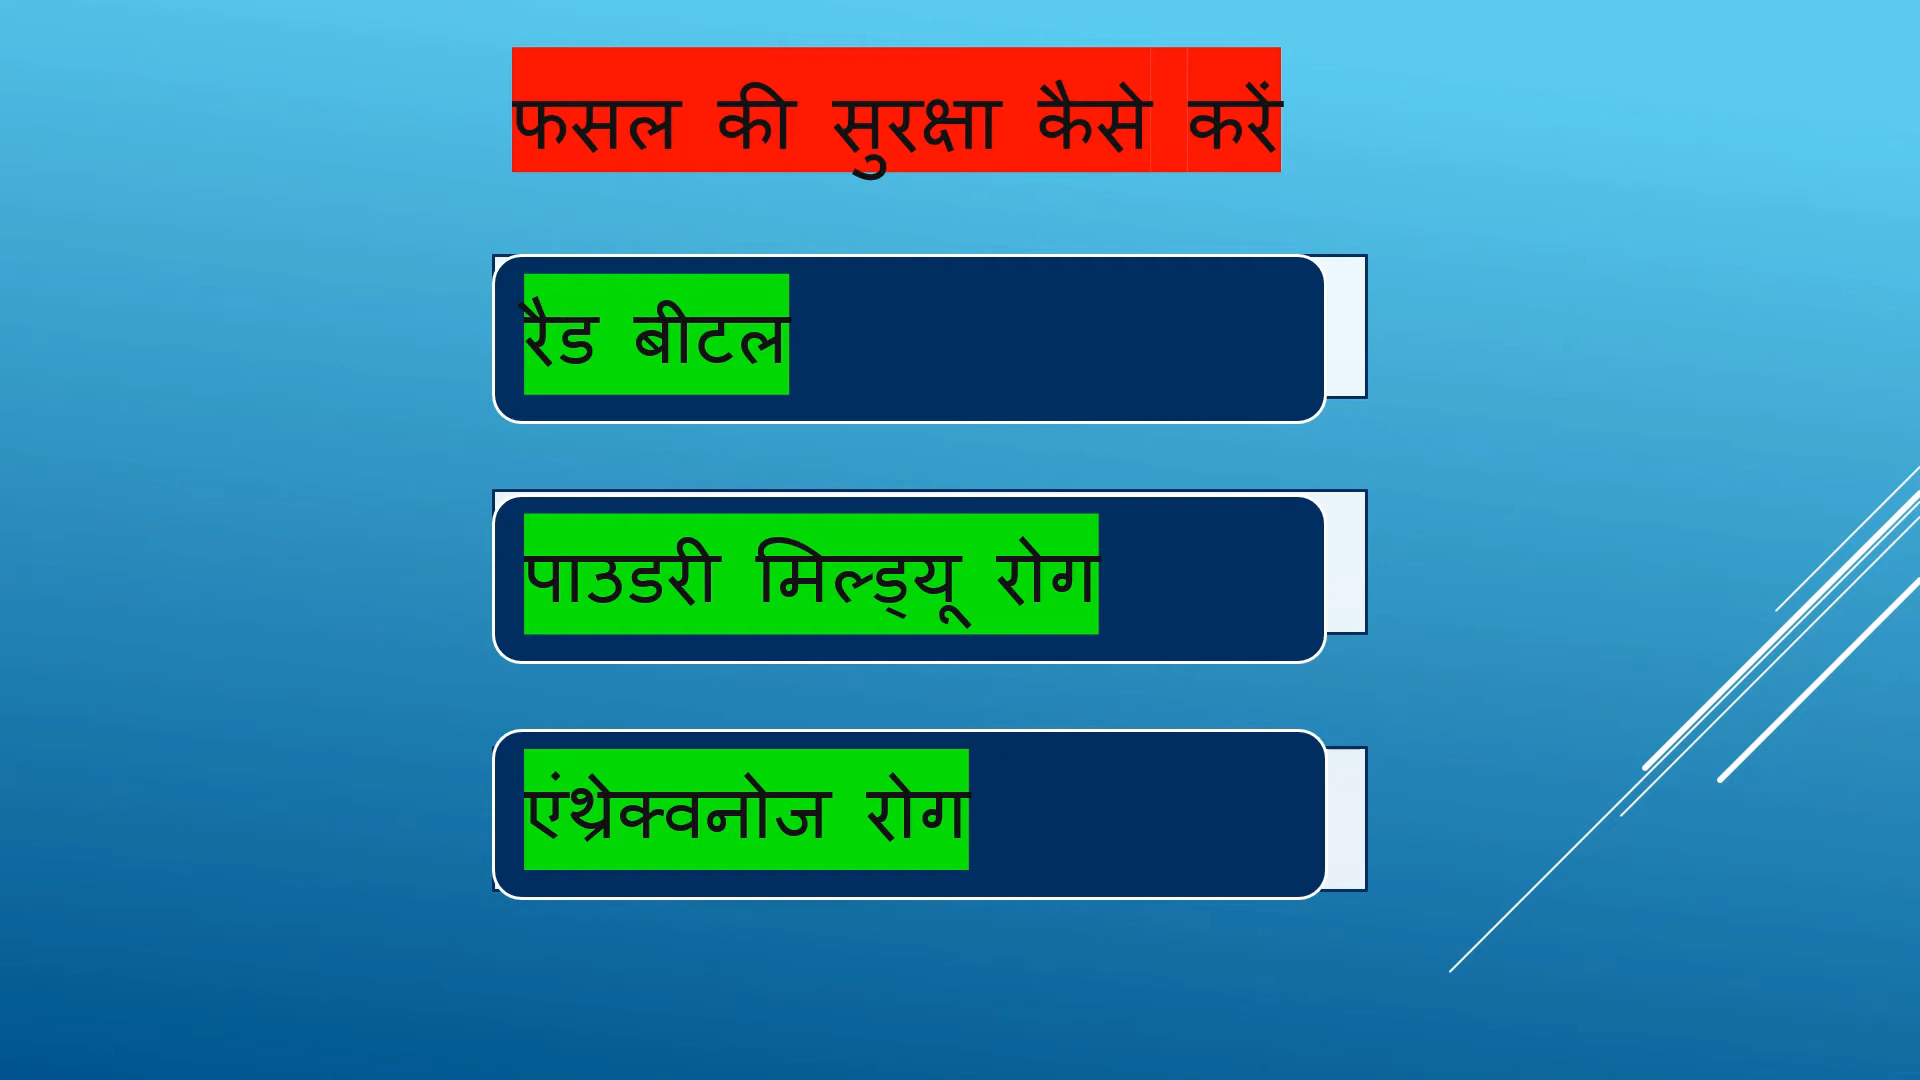 फसल की सुरक्षा कैसे करें
रैड बीटल
पाउडरी मिल्ड्यू रोग
एंथ्रेक्वनोज रोग